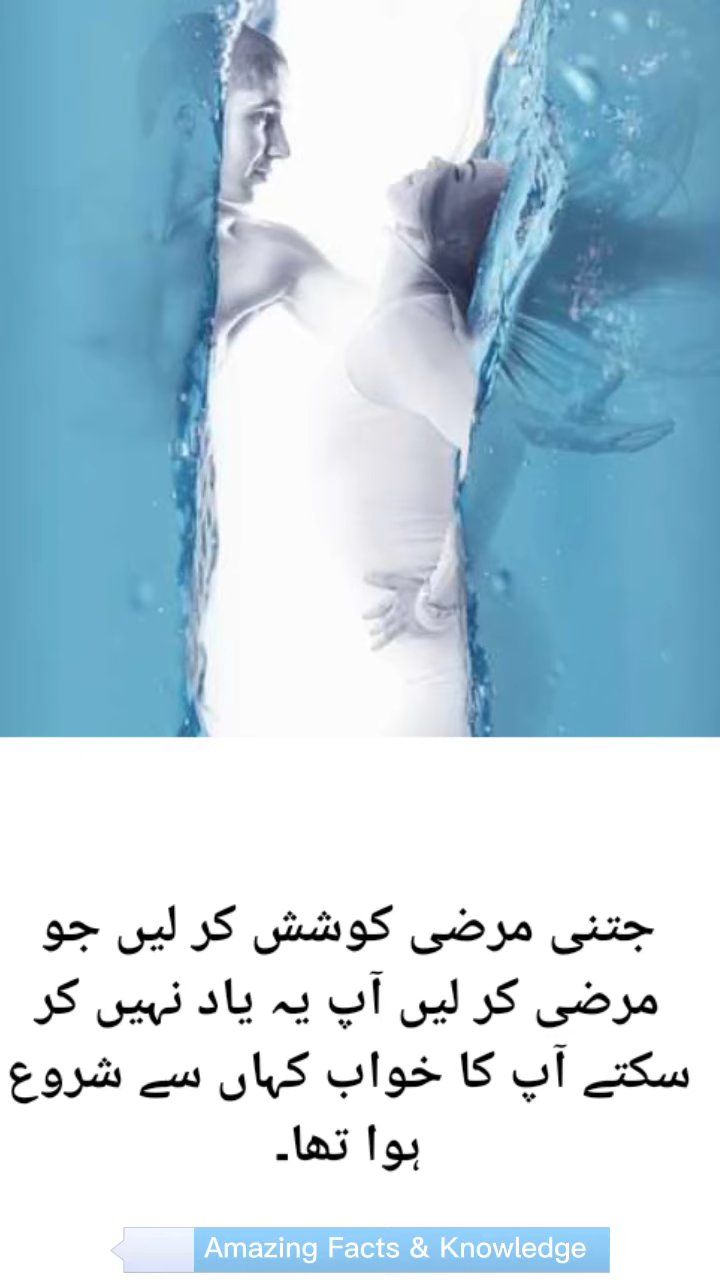 جتنی مرضی کوشش کر لیں جو
مرضی کر لیں آپ یہ یاد نہیں کر
سکتے آپ کا خواب کہاں سے شروع
ہوا تھا۔
Amazing Facts & Knowledge